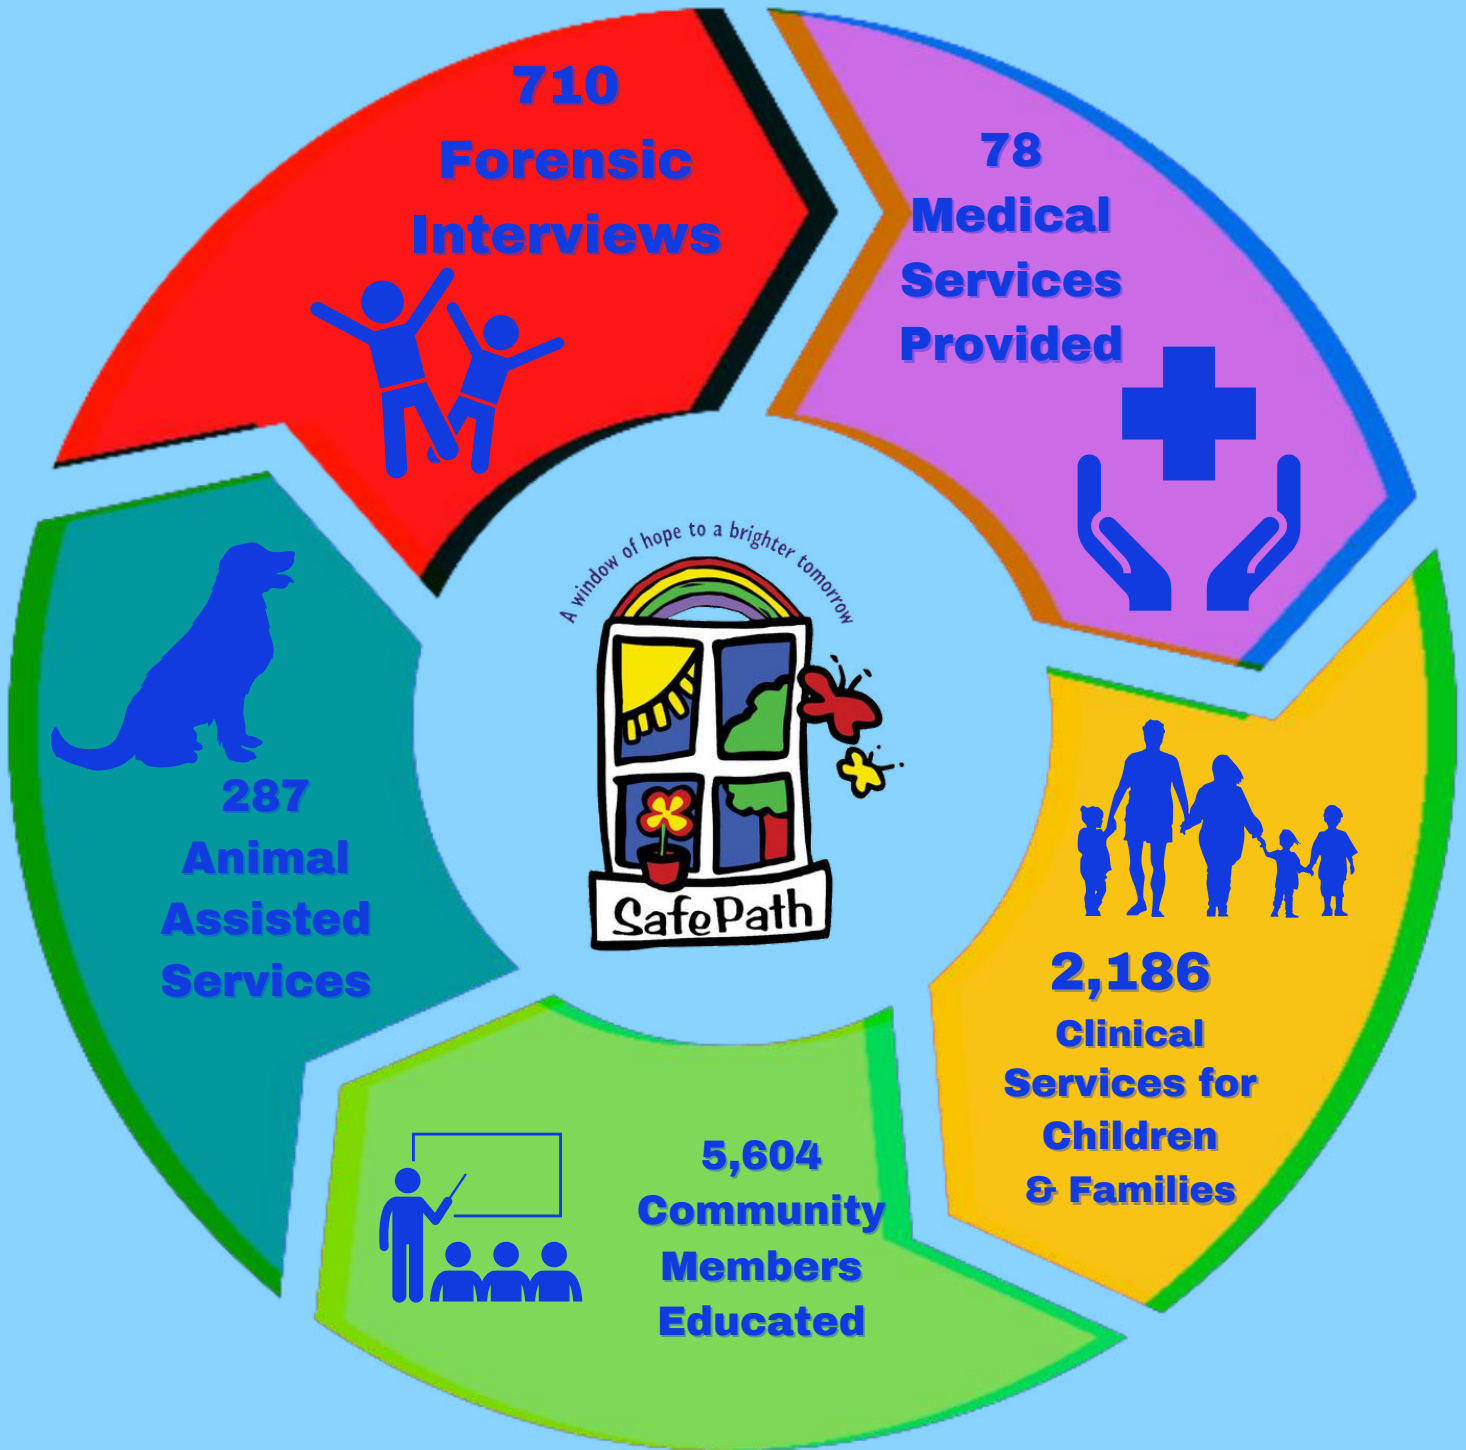 710
Forensic
Interviews
78
Medical
Services
Provided
A window of hope to a brighter tomorrow
SafePath
287
Animal
Assisted
Services
2,186
Clinical
Services for
Children
& Families
5,604
Community
Members
Educated